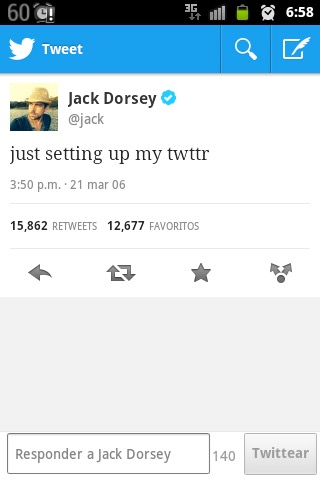 60 3G 6:58
Tweet
Jack Dorsey
@jack
just setting up my twttr
3:50 p.m. · 21 mar 06
15,862 RETWEETS 12,677 FAVORITOS
Responder a Jack Dorsey 140 Twittear